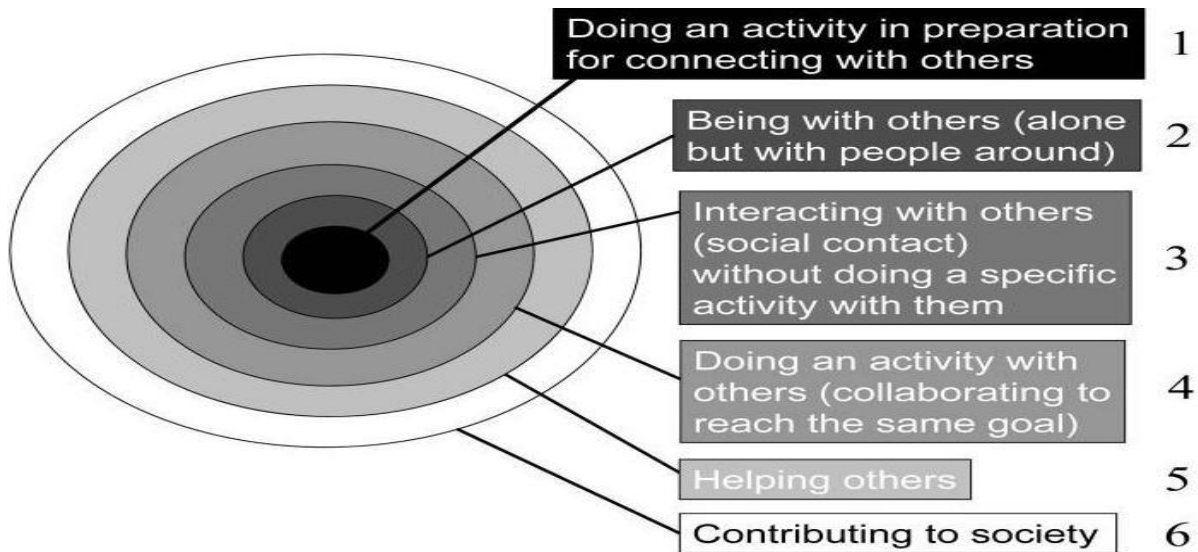 Doing an activity in preparation
for connecting with others
1
Being with others (alone
but with people around)
2
Interacting with others
(social contact)
without doing a specific
activity with them
3
Doing an activity with
others (collaborating to
reach the same goal)
4
Helping others
5
Contributing to society
6